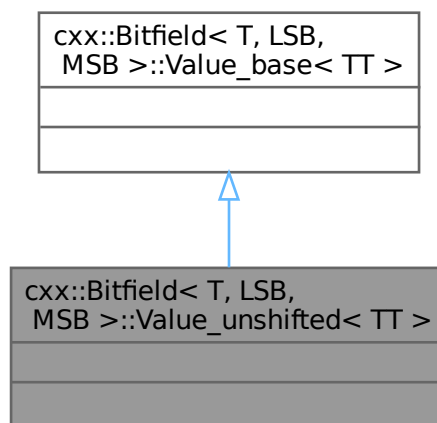 cxx::Bitfield< T, LSB,
MSB >::Value_base< TT >
cxx::Bitfield< T, LSB,
MSB >::Value_unshifted< TT >